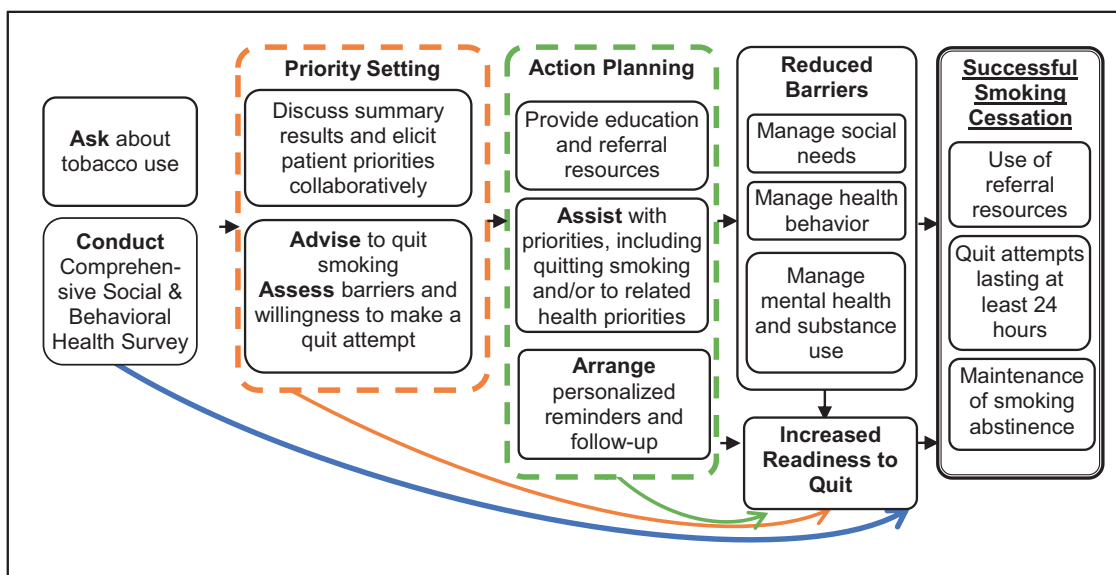 Ask about
tobacco use
Conduct
Comprehen-
sive Social &
Behavioral
Health Survey
Priority Setting
Discuss summary
results and elicit
patient priorities
collaboratively
Advise to quit
smoking
Assess barriers and
willingness to make a
quit attempt
Action Planning
Provide education
and referral
resources
Assist with
priorities, including
quitting smoking
and/or to related
health priorities
Arrange
personalized
reminders and
follow-up
Reduced
Barriers
Manage social
needs
Manage health
behavior
Manage
mental health
and substance
use
Increased
Readiness to
Quit
Successful
Smoking
Cessation
Use of
referral
resources
Quit attempts
lasting at
least 24
hours
Maintenance
of smoking
abstinence